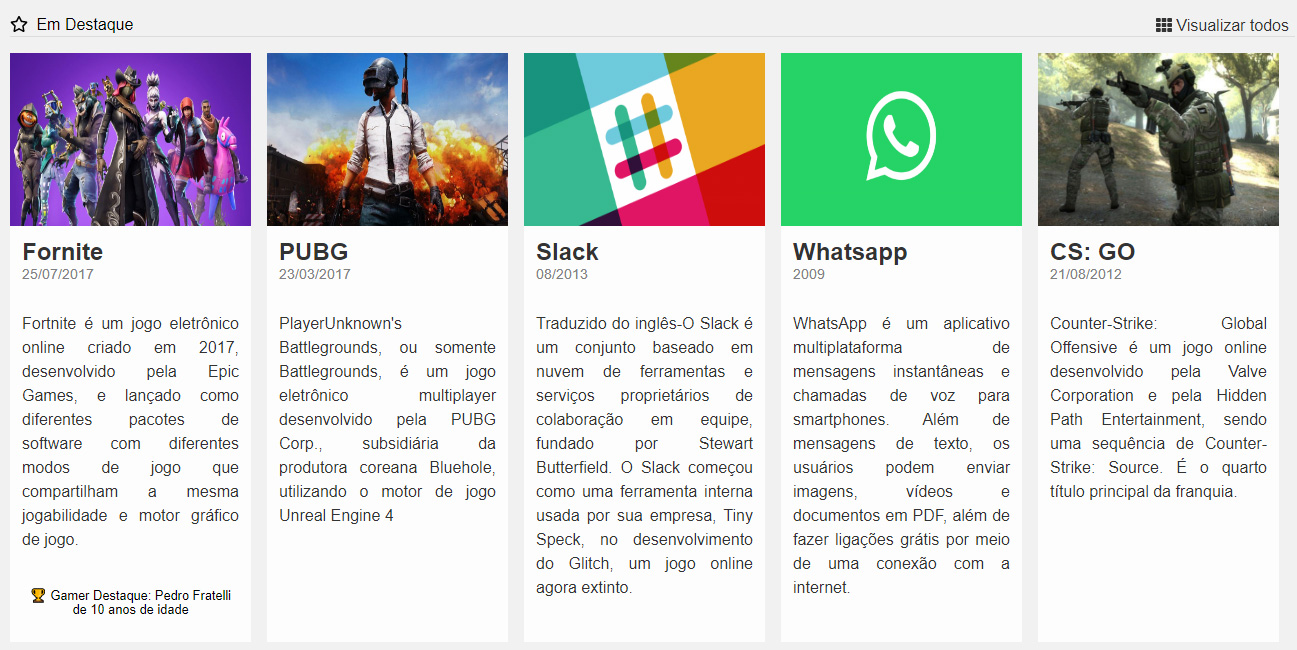 Em Destaque
Visualizar todos
Fornite
25/07/2017
Fortnite é um jogo eletrônico
online criado em 2017,
desenvolvido pela Epic
Games, e lançado como
diferentes pacotes de
software com diferentes
modos de jogo que
compartilham a mesma
jogabilidade e motor gráfico
de jogo.
🏆 Gamer Destaque: Pedro Fratelli
de 10 anos de idade
PUBG
23/03/2017
PlayerUnknown's
Battlegrounds, ou somente
Battlegrounds, é um jogo
eletrônico multiplayer
desenvolvido pela PUBG
Corp., subsidiária da
produtora coreana Bluehole,
utilizando o motor de jogo
Unreal Engine 4
Slack
08/2013
Traduzido do inglês-O Slack é
um conjunto baseado em
nuvem de ferramentas e
serviços proprietários de
colaboração em equipe,
fundado por Stewart
Butterfield. O Slack começou
como uma ferramenta interna
usada por sua empresa, Tiny
Speck, no desenvolvimento
do Glitch, um jogo online
agora extinto.
Whatsapp
2009
WhatsApp é um aplicativo
multiplataforma de
mensagens instantâneas e
chamadas de voz para
smartphones. Além de
mensagens de texto, os
usuários podem enviar
imagens, vídeos e
documentos em PDF, além de
fazer ligações grátis por meio
de uma conexão com a
internet.
CS: GO
21/08/2012
Counter-Strike: Global
Offensive é um jogo online
desenvolvido pela Valve
Corporation e pela Hidden
Path Entertainment, sendo
uma sequência de Counter-
Strike: Source. É o quarto
título principal da franquia.